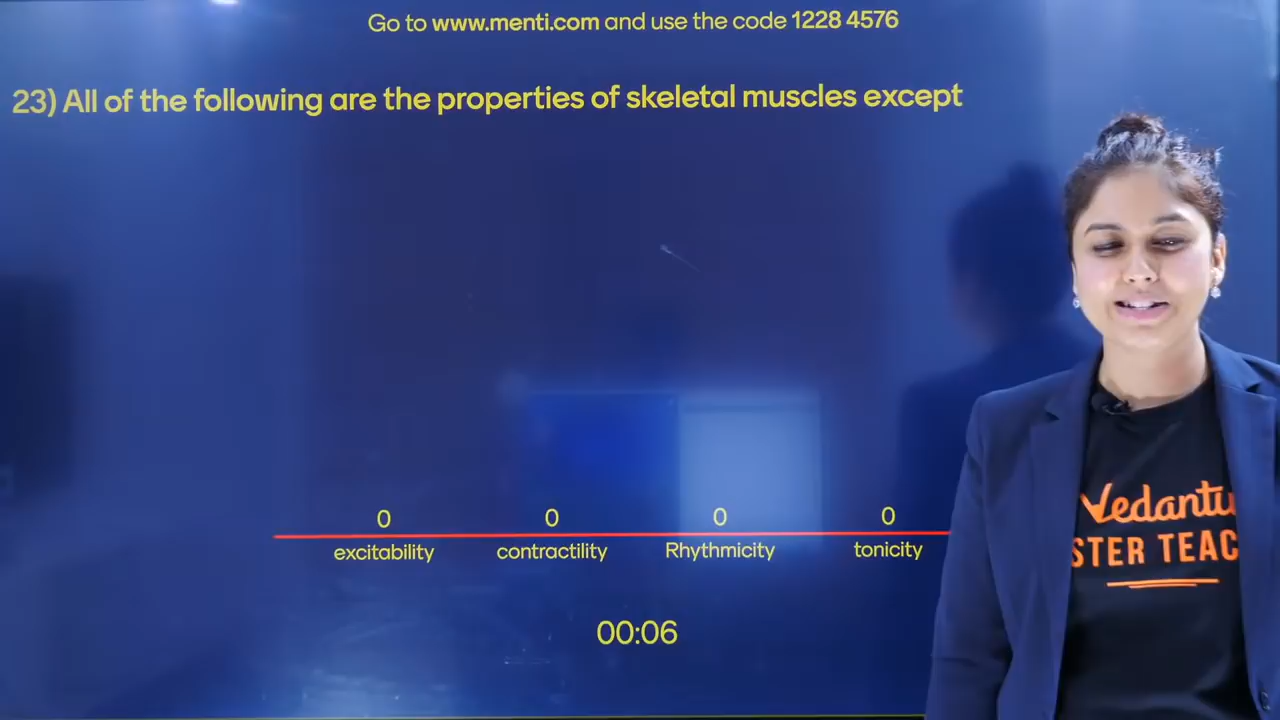 Go to www.menti.com and use the code 1228 4576
23) All of the following are the properties of skeletal muscles except
0 0 0 0
excitability contractility Rhythmicity tonicity
00:06
Vedantu
STER TEAC